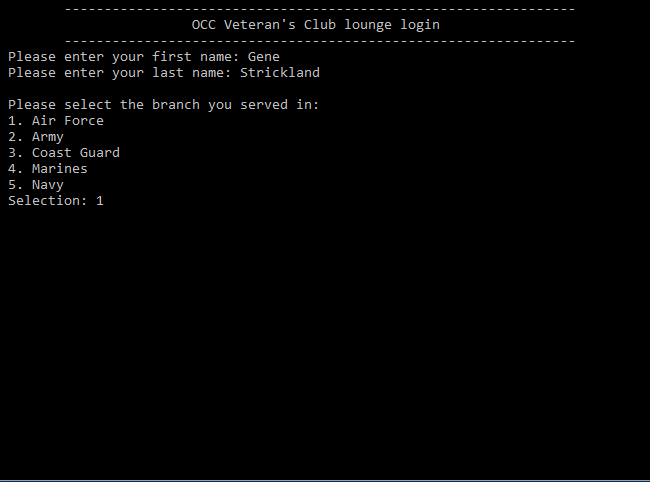 ----------------------------------------------------------------
OCC Veteran's Club lounge login
----------------------------------------------------------------
Please enter your first name: Gene
Please enter your last name: Strickland
Please select the branch you served in:
1. Air Force
2. Army
3. Coast Guard
4. Marines
5. Navy
Selection: 1